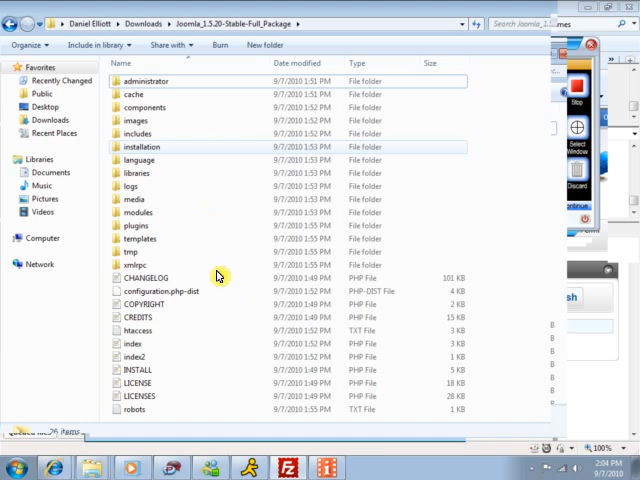 Daniel Elliott ▸ Downloads ▸ Joomla_1.5.20-Stable-Full_Package ▸
Search Joomla_1.5
mes
Organize Include in library Share with Burn New folder
Name Date modified Type Size
Favorites
Recently Changed
Public
Desktop
Downloads
Recent Places
Libraries
Documents
Music
Pictures
Videos
Computer
Network
administrator 9/7/2010 1:51 PM File folder
cache 9/7/2010 1:51 PM File folder
components 9/7/2010 1:52 PM File folder
images 9/7/2010 1:52 PM File folder
includes 9/7/2010 1:52 PM File folder
installation 9/7/2010 1:53 PM File folder
language 9/7/2010 1:53 PM File folder
libraries 9/7/2010 1:53 PM File folder
logs 9/7/2010 1:53 PM File folder
media 9/7/2010 1:53 PM File folder
modules 9/7/2010 1:53 PM File folder
plugins 9/7/2010 1:55 PM File folder
templates 9/7/2010 1:55 PM File folder
tmp 9/7/2010 1:55 PM File folder
xmlrpc 9/7/2010 1:55 PM File folder
CHANGELOG 9/7/2010 1:49 PM PHP File 101 KB
configuration.php-dist 9/7/2010 1:52 PM PHP-DIST File 4 KB
COPYRIGHT 9/7/2010 1:49 PM PHP File 2 KB
CREDITS 9/7/2010 1:49 PM PHP File 15 KB
htaccess 9/7/2010 1:52 PM TXT File 3 KB
index 9/7/2010 1:52 PM PHP File 3 KB
index2 9/7/2010 1:52 PM PHP File 1 KB
INSTALL 9/7/2010 1:49 PM PHP File 5 KB
LICENSE 9/7/2010 1:49 PM PHP File 18 KB
LICENSES 9/7/2010 1:49 PM PHP File 28 KB
robots 9/7/2010 1:55 PM TXT File 1 KB
Stop
Select
Window
Discard
ontinue
sh
B
B
B
B
B
B
B
26 items
100%
2:04 PM
9/7/2010